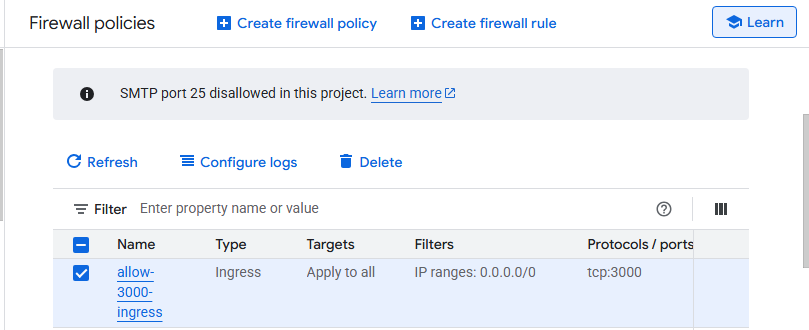 Firewall policies Create firewall policy Create firewall rule Learn
SMTP port 25 disallowed in this project. Learn more
Refresh Configure logs Delete
Filter Enter property name or value
Name Type Targets Filters Protocols / ports
allow- Ingress Apply to all IP ranges: 0.0.0.0/0 tcp:3000
3000-
ingress